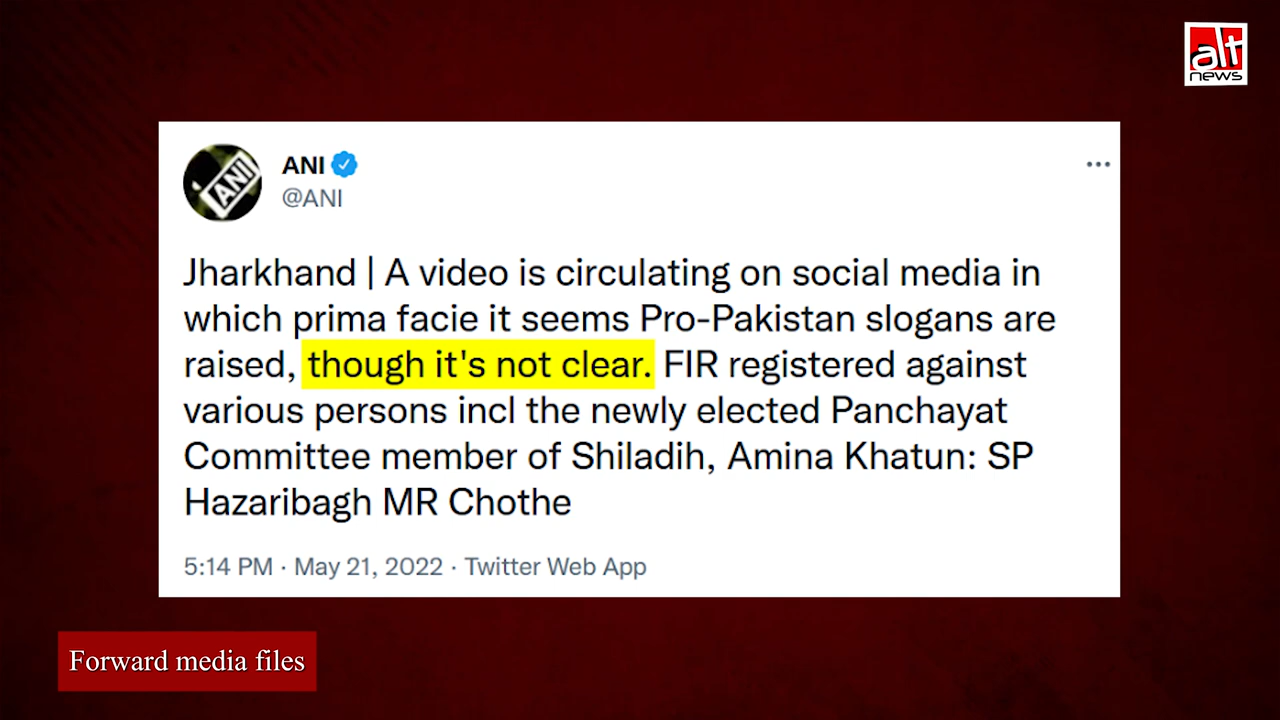 alt
news
ANI
ANI
@ANI
Jharkhand | A video is circulating on social media in
which prima facie it seems Pro-Pakistan slogans are
raised, though it's not clear. FIR registered against
various persons incl the newly elected Panchayat
Committee member of Shiladih, Amina Khatun: SP
Hazaribagh MR Chothe
5:14 PM · May 21, 2022 · Twitter Web App
Forward media files